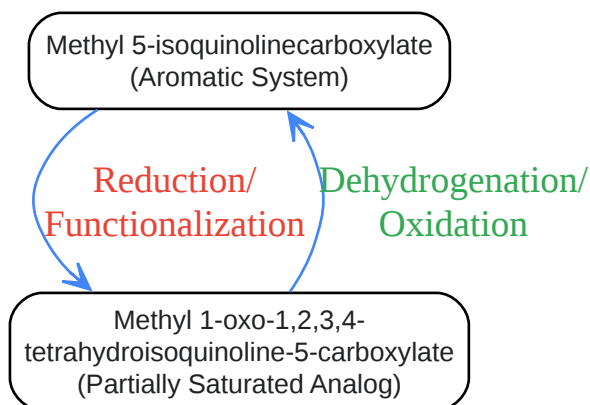 Methyl 5-isoquinolinecarboxylate
(Aromatic System)
Reduction/
Functionalization
Dehydrogenation/
Oxidation
Methyl 1-oxo-1,2,3,4-
tetrahydroisoquinoline-5-carboxylate
(Partially Saturated Analog)